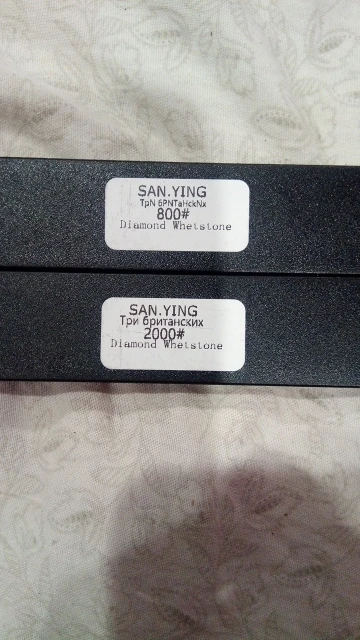 SAN.YING
TpN 6PNTaHckNx
800#
Diamond Whetstone
SAN.YING
Три британских
2000#
Diamond Whetstone